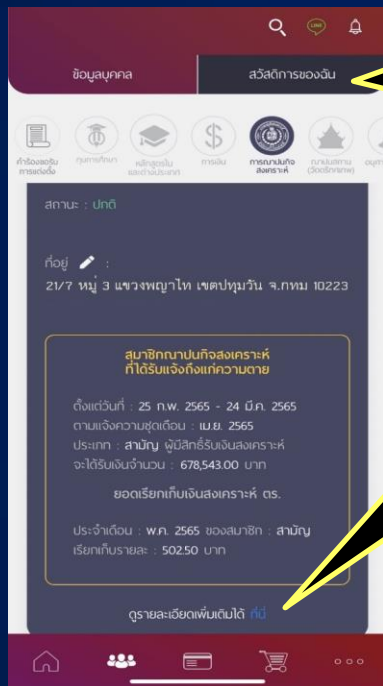 LINE
ข้อมูลบุคคล
สวัสดิการของฉัน
คำร้องขอรับ
การแต่งตั้ง
ทุนการศึกษา
หลักสูตรใน
และต่างประเทศ
การเงิน
การฌาปนกิจ
สงเคราะห์
ฌาปนสถาน
(วัดตรีทศเทพ)
สถานะ : ปกติ
ที่อยู่ :
21/7 หมู่ 3 แขวงพญาไท เขตปทุมวัน จ.กทม 10223
สมาชิกฌาปนกิจสงเคราะห์
ที่ได้รับแจ้งถึงแก่ความตาย
ตั้งแต่วันที่ : 25 ก.พ. 2565 - 24 มี.ค. 2565
ตามแจ้งความชุดเดือน : เม.ย. 2565
ประเภท : สามัญ ผู้มีสิทธิ์รับเงินสงเคราะห์
จะได้รับเงินจำนวน : 678,543.00 บาท
ยอดเรียกเก็บเงินสงเคราะห์ ตร.
ประจำเดือน : พ.ค. 2565 ของสมาชิก : สามัญ
เรียกเก็บรายละ : 502.50 บาท
ดูรายละเอียดเพิ่มเติมได้ ที่นี่